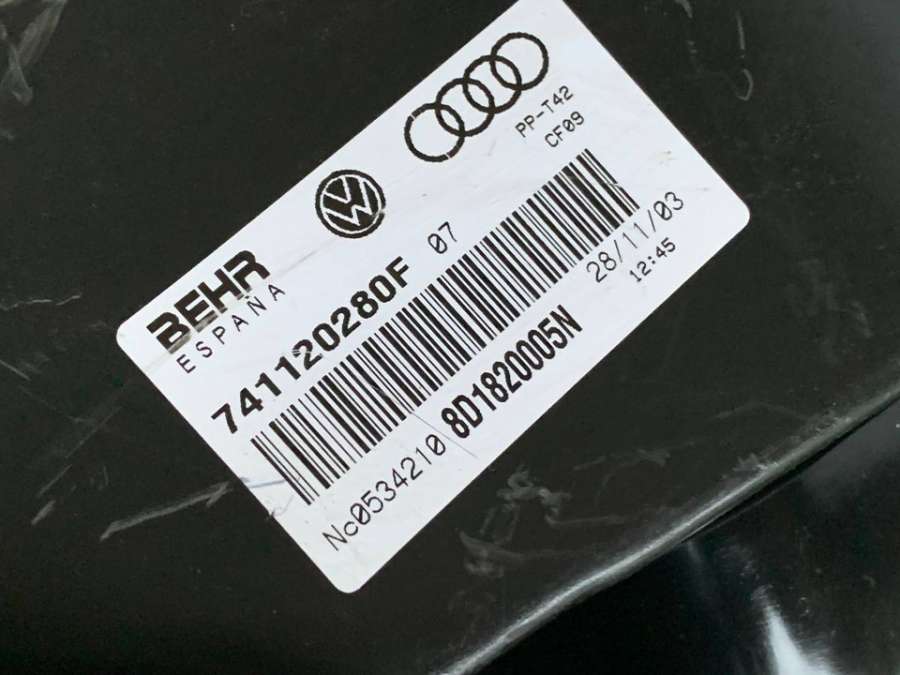 PP-T42
CF09
BEHR
ESPAÑA
741120280F 07
28/11/03
12:45
Nc0534210 8D1820005N